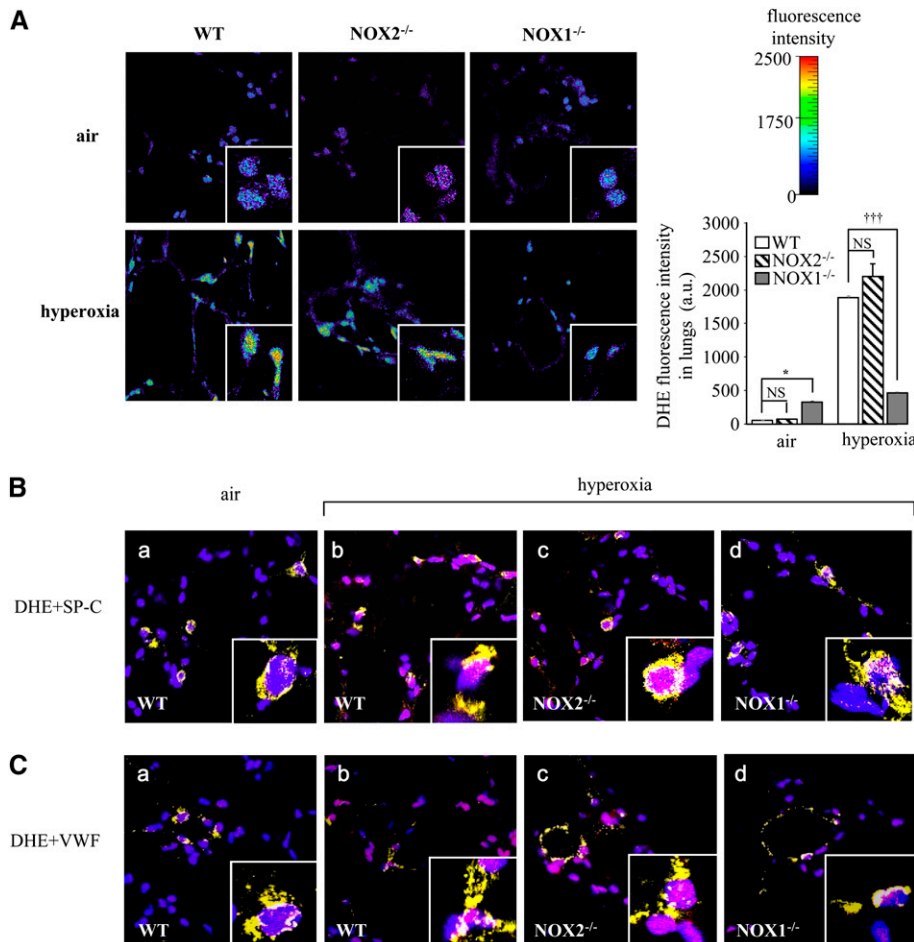 A
WT NOX2-/- NOX1-/-
air
hyperoxia
fluorescence
intensity
2500
1750
0
DHE fluorescence intensity
in lungs (a.u.)
3000
2500
2000
1500
1000
500
0
WT
NOX2-/-
NOX1-/-
NS
*
NS
†††
air hyperoxia
B
air hyperoxia
DHE+SP-C
a b c d
WT WT NOX2-/- NOX1-/-
C
DHE+VWF
a b c d
WT WT NOX2-/- NOX1-/-